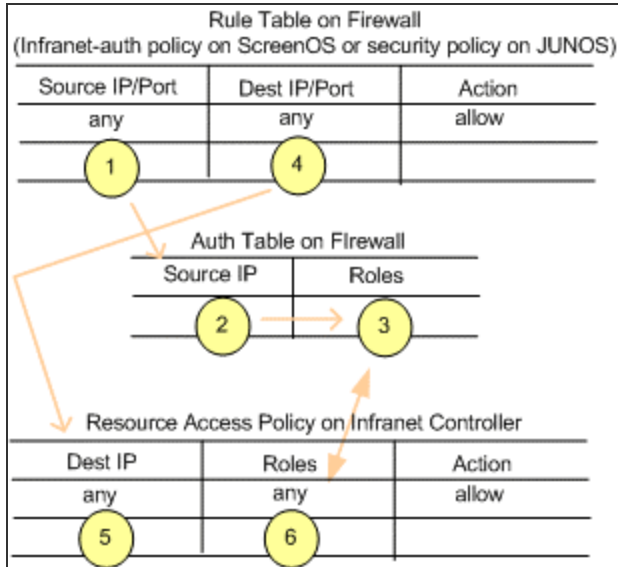 Rule Table on Firewall
(Infranet-auth policy on ScreenOS or security policy on JUNOS)
Source IP/Port Dest IP/Port Action
any any allow
1 4
Auth Table on FIrewall
Source IP Roles
2 3
Resource Access Policy on Infranet Controller
Dest IP Roles Action
any any allow
5 6